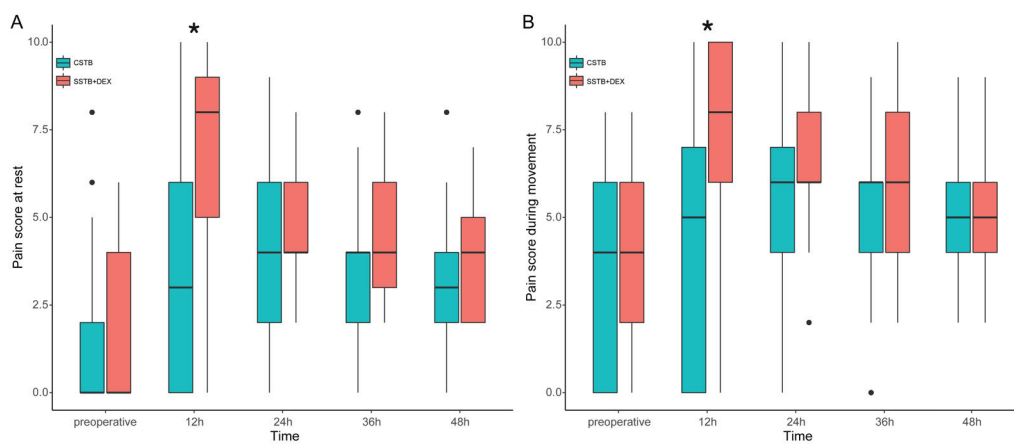 A
*
CSTB
SSTB+DEX
Pain score at rest
10.0
7.5
5.0
2.5
0.0
preoperative 12h 24h 36h 48h
Time
B
*
CSTB
SSTB+DEX
Pain score during movement
10.0
7.5
5.0
2.5
0.0
preoperative 12h 24h 36h 48h
Time